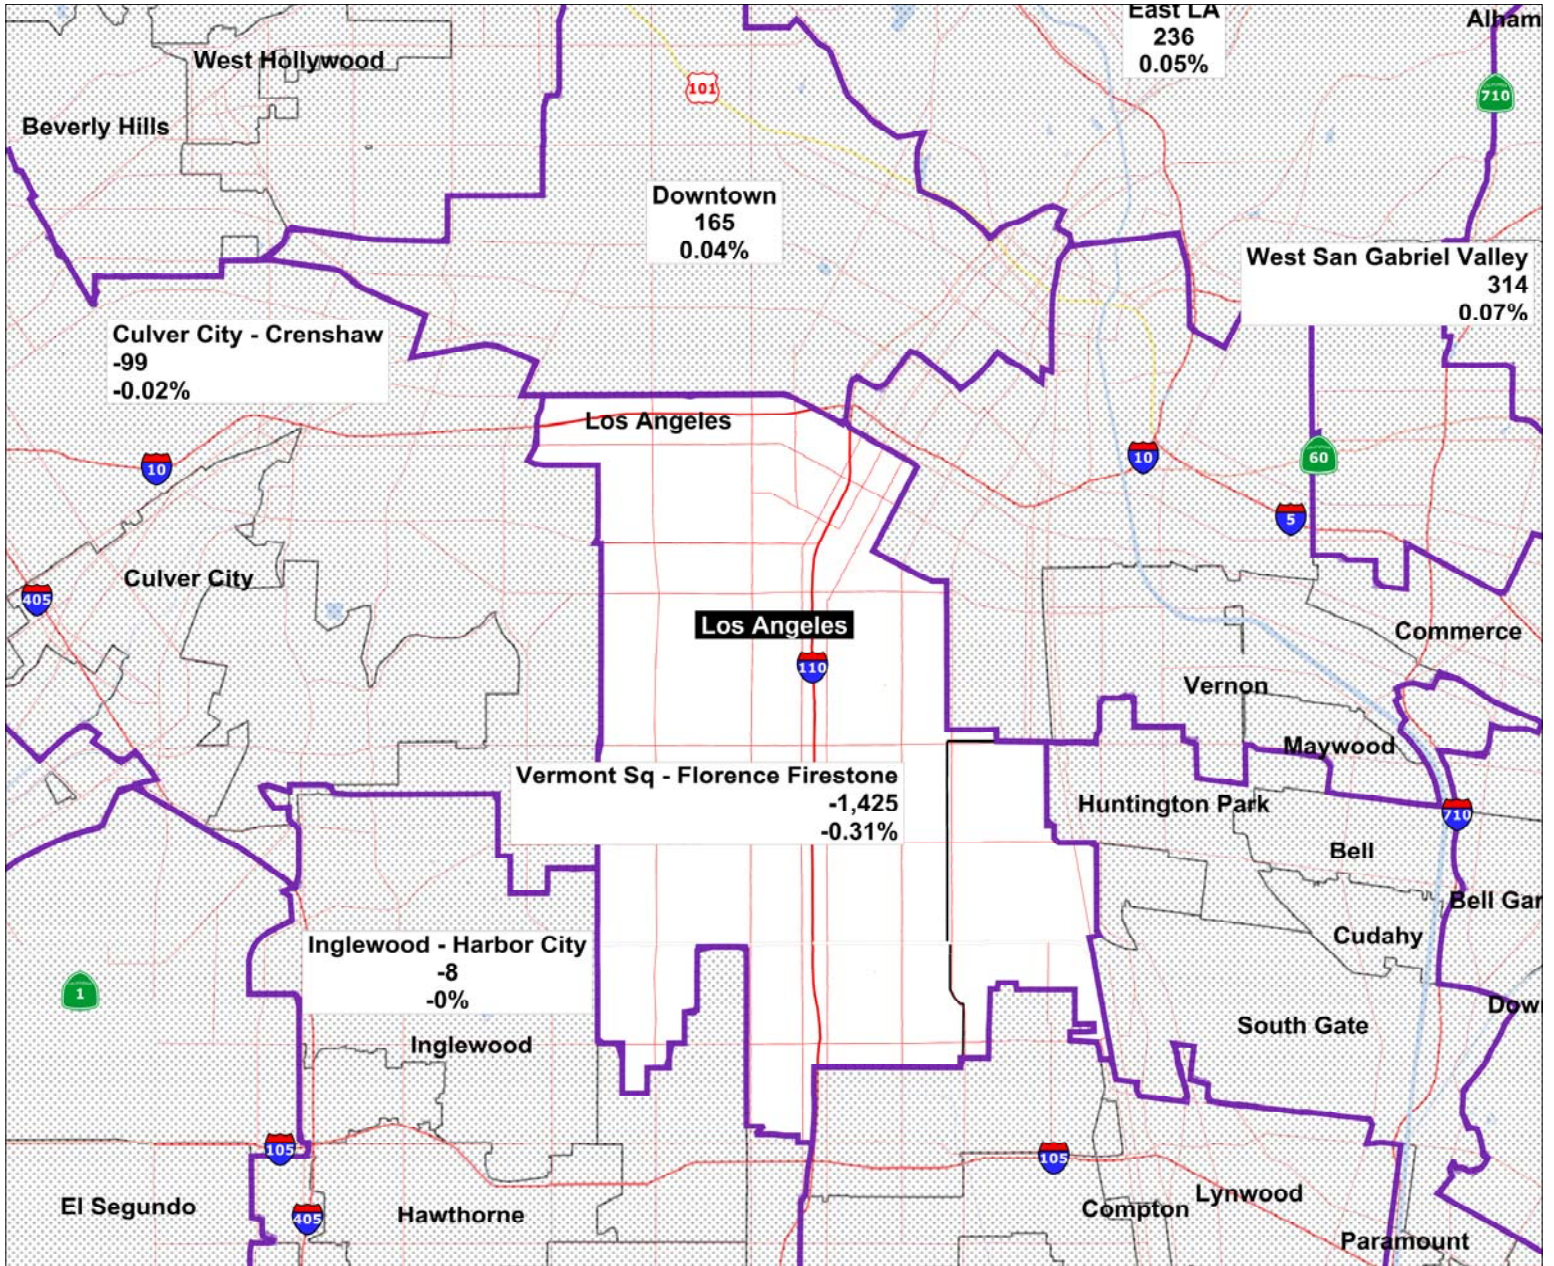 East LA
236
0.05%
Alham
West Hollywood
101
710
Beverly Hills
Downtown
165
0.04%
West San Gabriel Valley
314
0.07%
Culver City - Crenshaw
-99
-0.02%
Los Angeles
10
10
60
5
Culver City
405
Los Angeles
Commerce
110
Vernon
Maywood
Vermont Sq - Florence Firestone
-1,425
-0.31%
Huntington Park
710
Bell
Bell Gar
Inglewood - Harbor City
-8
-0%
Cudahy
1
Dow
South Gate
Inglewood
105
105
El Segundo
405
Hawthorne
Lynwood
Compton
Paramount